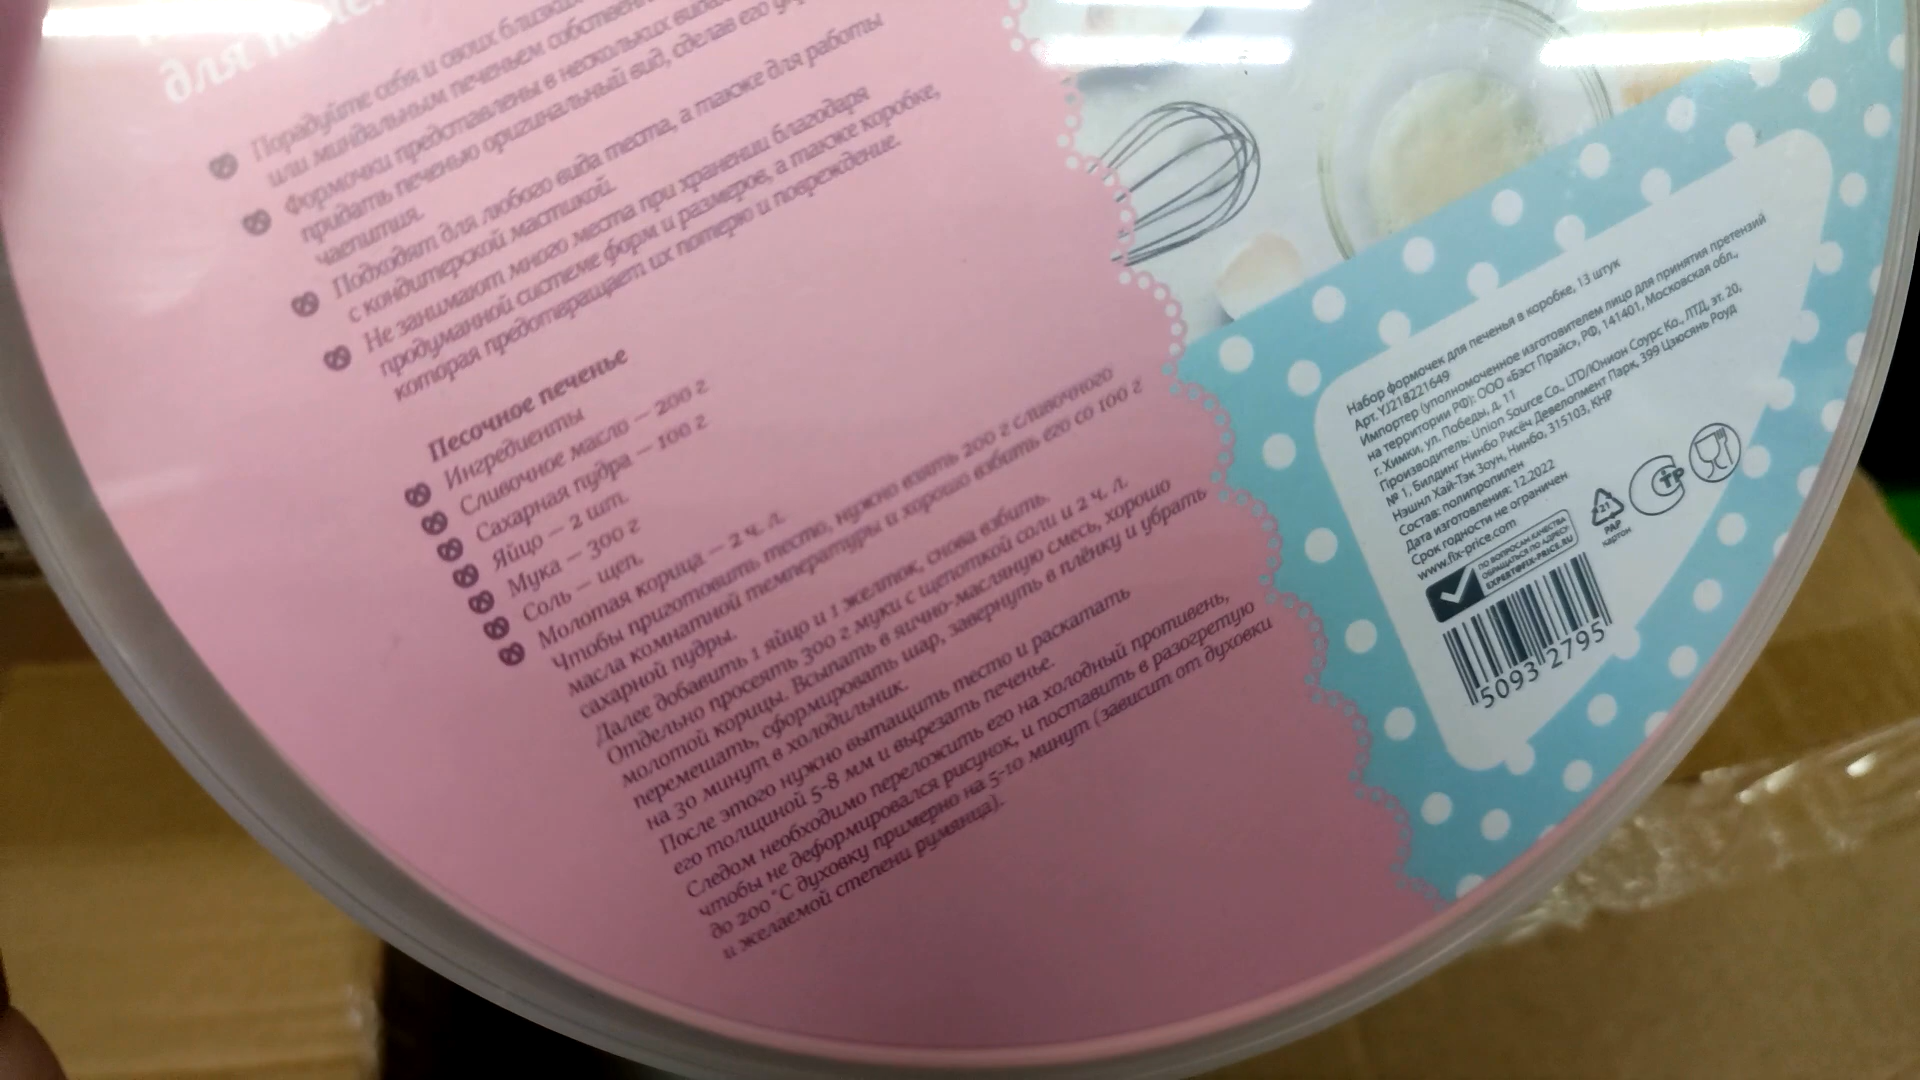 для
Порадуйте себя и своих близких
или миндальным печеньем собственн
Формочки представлены в нескольких видах
придать печенью оригинальный вид, сделав его
чаепития.
Подходят для любого вида теста, а также для работы
с кондитерской мастикой.
Не занимают много места при хранении благодаря
продуманной системе форм и размеров, а также коробке,
которая предотвращает их потерю и повреждение.
Песочное печенье
Ингредиенты
Сливочное масло — 200 г
Сахарная пудра — 100 г
Яйцо — 2 шт.
Мука — 300 г
Соль — щеп.
Молотая корица — 2 ч. л.
Чтобы приготовить тесто, нужно взять 200 г сливочного
масла комнатной температуры и хорошо взбить его со 100 г
сахарной пудры.
Далее добавить 1 яйцо и 1 желток, снова взбить.
Отдельно просеять 300 г муки с щепоткой соли и 2 ч. л.
молотой корицы. Всыпать в яично-масляную смесь, хорошо
перемешать, сформировать шар, завернуть в плёнку и убрать
на 30 минут в холодильник.
После этого нужно вытащить тесто и раскатать
его толщиной 5-8 мм и вырезать печенье.
Следом необходимо переложить его на холодный противень,
чтобы не деформировался рисунок, и поставить в разогретую
до 200 °С духовку примерно на 5-10 минут (зависит от духовки
и желаемой степени румянца).
Набор формочек для печенья в коробке, 13 штук
Арт. YJ218221649
Импортер (уполномоченное изготовителем лицо для принятия претензий
на территории РФ): ООО «Баст Прайс», РФ, 141401, Московская обл.,
г. Химки, ул. Победы, д. 11
Производитель: Union Source Co., LTD/Юнион Соурс Ко., ЛТД, эт. 20,
№ 1, Билдинг Нинбо Рисёч Девелопмент Парк, 399 Цзюсянь Роуд
Нэшнл Хай-Тэк Зоун, Нинбо, 315103, КНР
Состав: полипропилен
Дата изготовления: 12.2022
Срок годности не ограничен
www.fix-price.com
ПО ВОПРОСАМ КАЧЕСТВА
ОБРАЩАТЬСЯ ПО АДРЕСУ:
EXPERT@FIX-PRICE.RU
21
PAP
картон
5093 2795